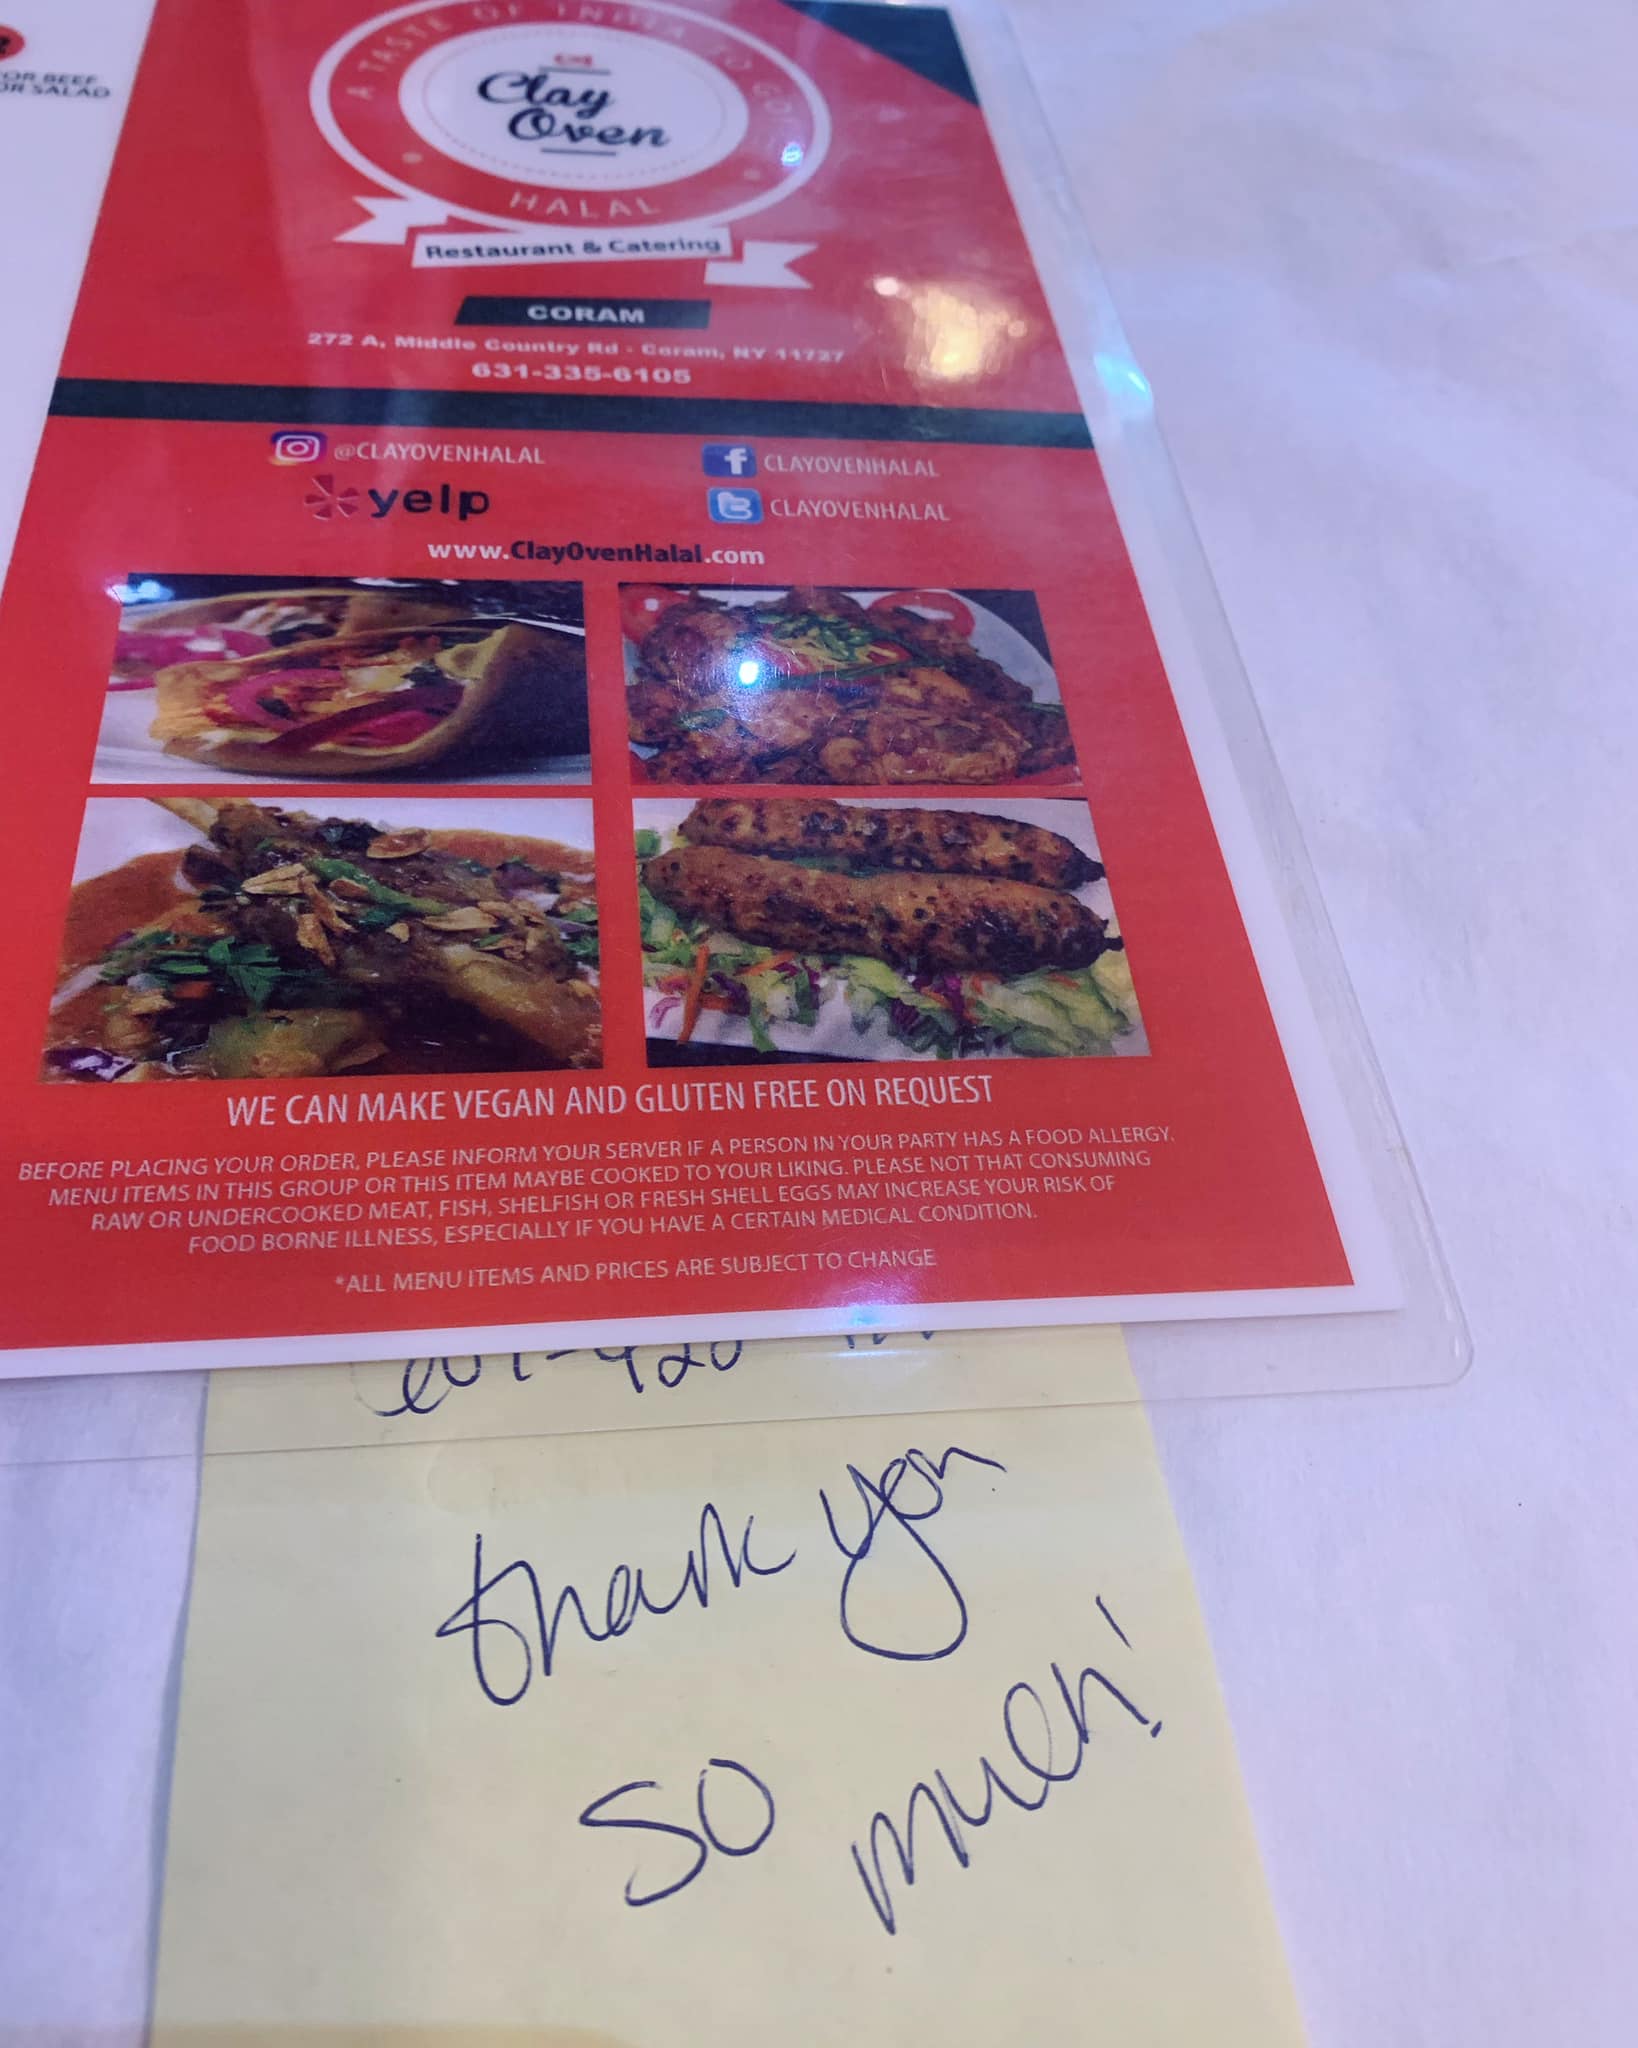 OR BEEF
OR SALAD
A TASTE OF INDIA TO GO!
Clay
Oven
HALAL
Restaurant & Catering
CORAM
272 A, Middle Country Rd - Coram, NY 11727
631-335-6105
@CLAYOVENHALAL
f CLAYOVENHALAL
yelp
t CLAYOVENHALAL
www.ClayOvenHalal.com
WE CAN MAKE VEGAN AND GLUTEN FREE ON REQUEST
BEFORE PLACING YOUR ORDER, PLEASE INFORM YOUR SERVER IF A PERSON IN YOUR PARTY HAS A FOOD ALLERGY.
MENU ITEMS IN THIS GROUP OR THIS ITEM MAYBE COOKED TO YOUR LIKING. PLEASE NOT THAT CONSUMING
RAW OR UNDERCOOKED MEAT, FISH, SHELFISH OR FRESH SHELL EGGS MAY INCREASE YOUR RISK OF
FOOD BORNE ILLNESS, ESPECIALLY IF YOU HAVE A CERTAIN MEDICAL CONDITION.
*ALL MENU ITEMS AND PRICES ARE SUBJECT TO CHANGE
thank you
so much!